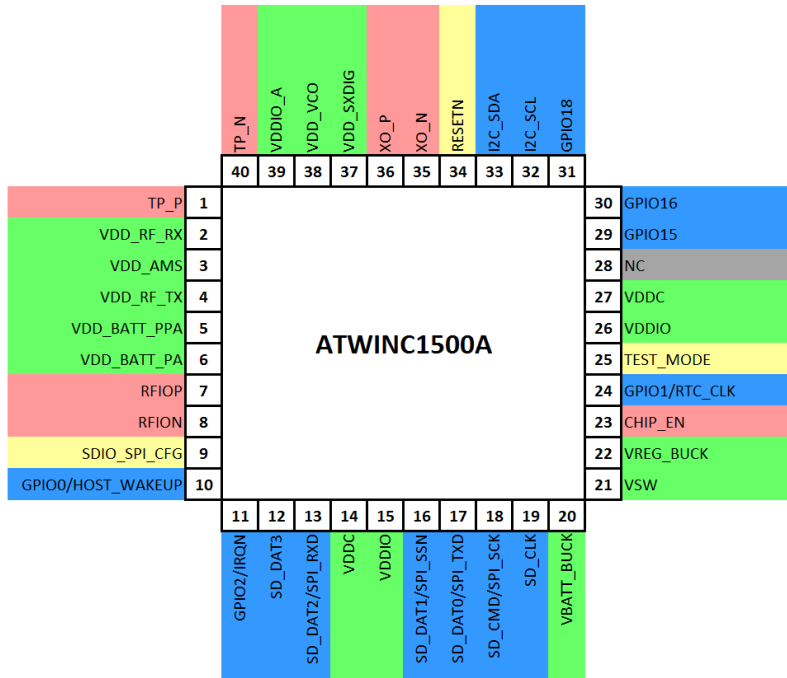 TP_N
VDDIO_A
VDD_VCO
VDD_SXDIG
XO_P
XO_N
RESETN
I2C_SDA
I2C_SCL
GPIO18
40 39 38 37 36 35 34 33 32 31
TP_P 1
VDD_RF_RX 2
VDD_AMS 3
VDD_RF_TX 4
VDD_BATT_PPA 5
VDD_BATT_PA 6
RFIOP 7
RFION 8
SDIO_SPI_CFG 9
GPIO0/HOST_WAKEUP 10
ATWINC1500A
30 GPIO16
29 GPIO15
28 NC
27 VDDC
26 VDDIO
25 TEST_MODE
24 GPIO1/RTC_CLK
23 CHIP_EN
22 VREG_BUCK
21 VSW
11 12 13 14 15 16 17 18 19 20
GPIO2/IRQN
SD_DAT3
SD_DAT2/SPI_RXD
VDDC
VDDIO
SD_DAT1/SPI_SSN
SD_DAT0/SPI_TXD
SD_CMD/SPI_SCK
SD_CLK
VBATT_BUCK